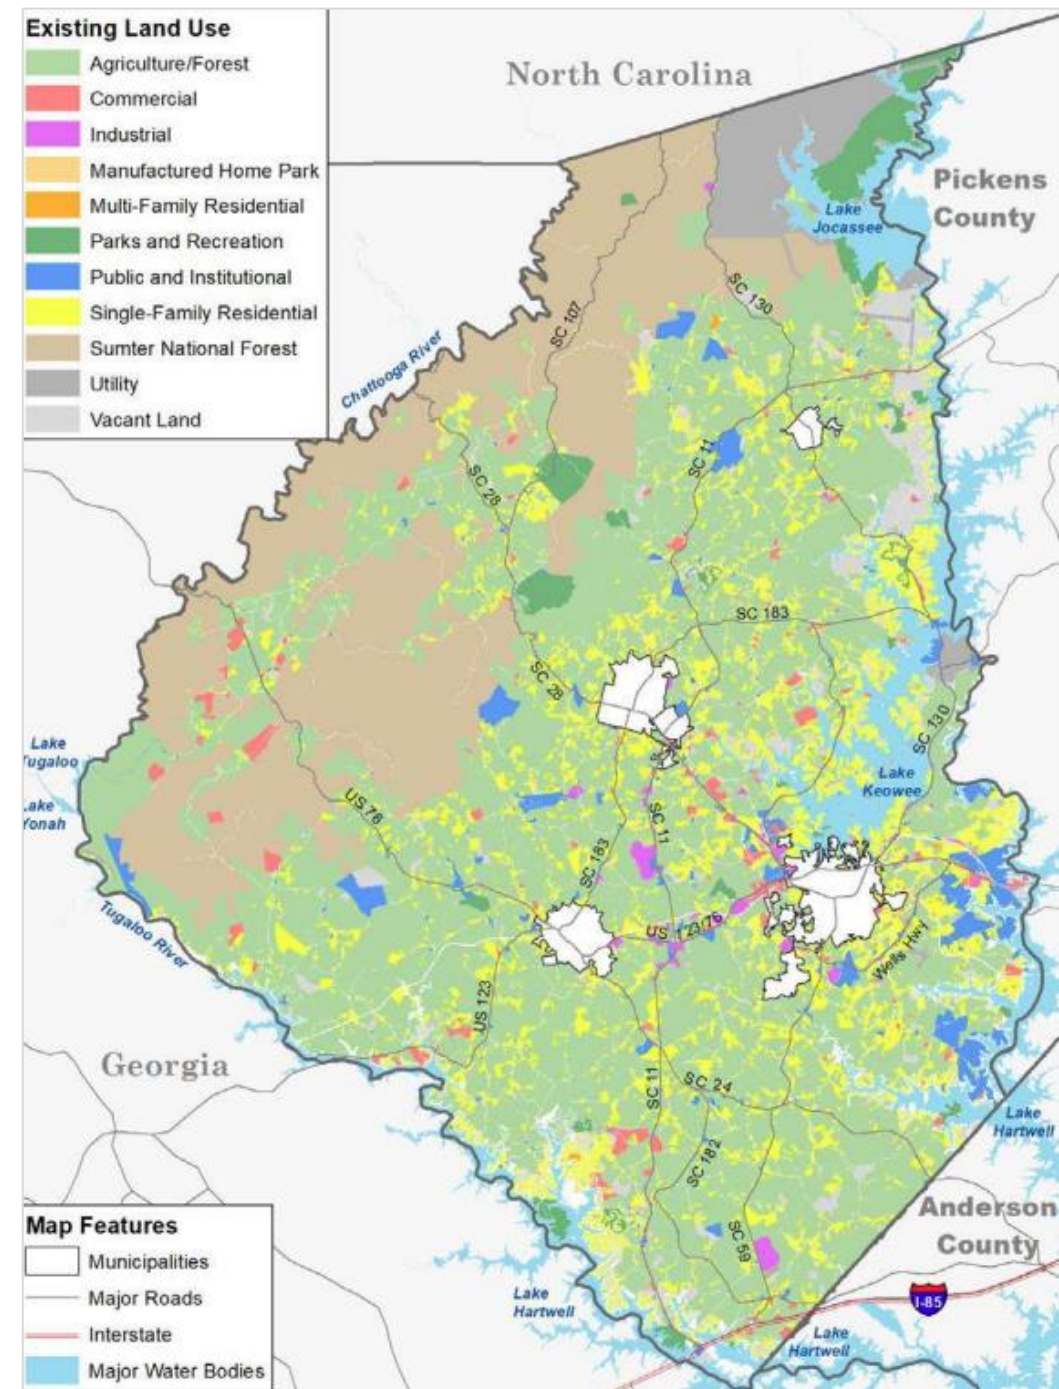 Existing Land Use
Agriculture/Forest
Commercial
Industrial
Manufactured Home Park
Multi-Family Residential
Parks and Recreation
Public and Institutional
Single-Family Residential
Sumter National Forest
Utility
Vacant Land
North Carolina
Pickens
County
Lake
Jocassee
SC 130
SC 107
Chattooga River
SC 11
SC 28
SC 183
SC 28
SC 130
Lake
Tugaloo
Lake
Yonah
Lake
Keowee
US 76
SC 11
SC 183
US 123/76
Wells Hwy
Tugaloo River
US 123
Georgia
SC 11
SC 24
SC 182
Lake
Hartwell
Anderson
County
SC 59
Lake
Hartwell
I-85
Lake
Hartwell
Map Features
Municipalities
Major Roads
Interstate
Major Water Bodies